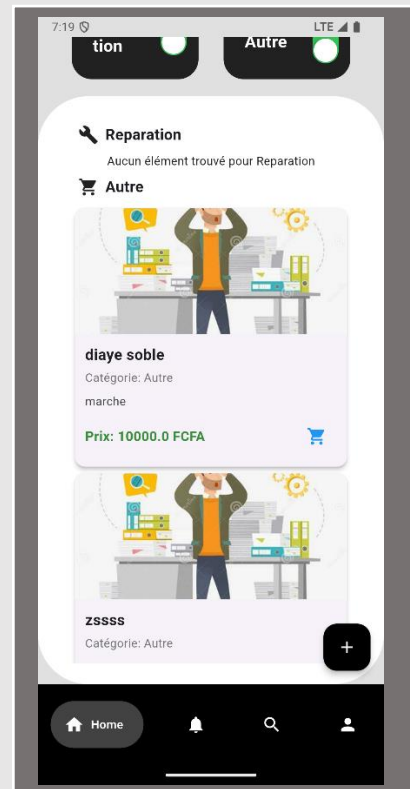 7:19
LTE
tion
Autre
Reparation
Aucun élément trouvé pour Reparation
Autre
diaye soble
Catégorie: Autre
marche
Prix: 10000.0 FCFA
zssss
Catégorie: Autre
+
Home